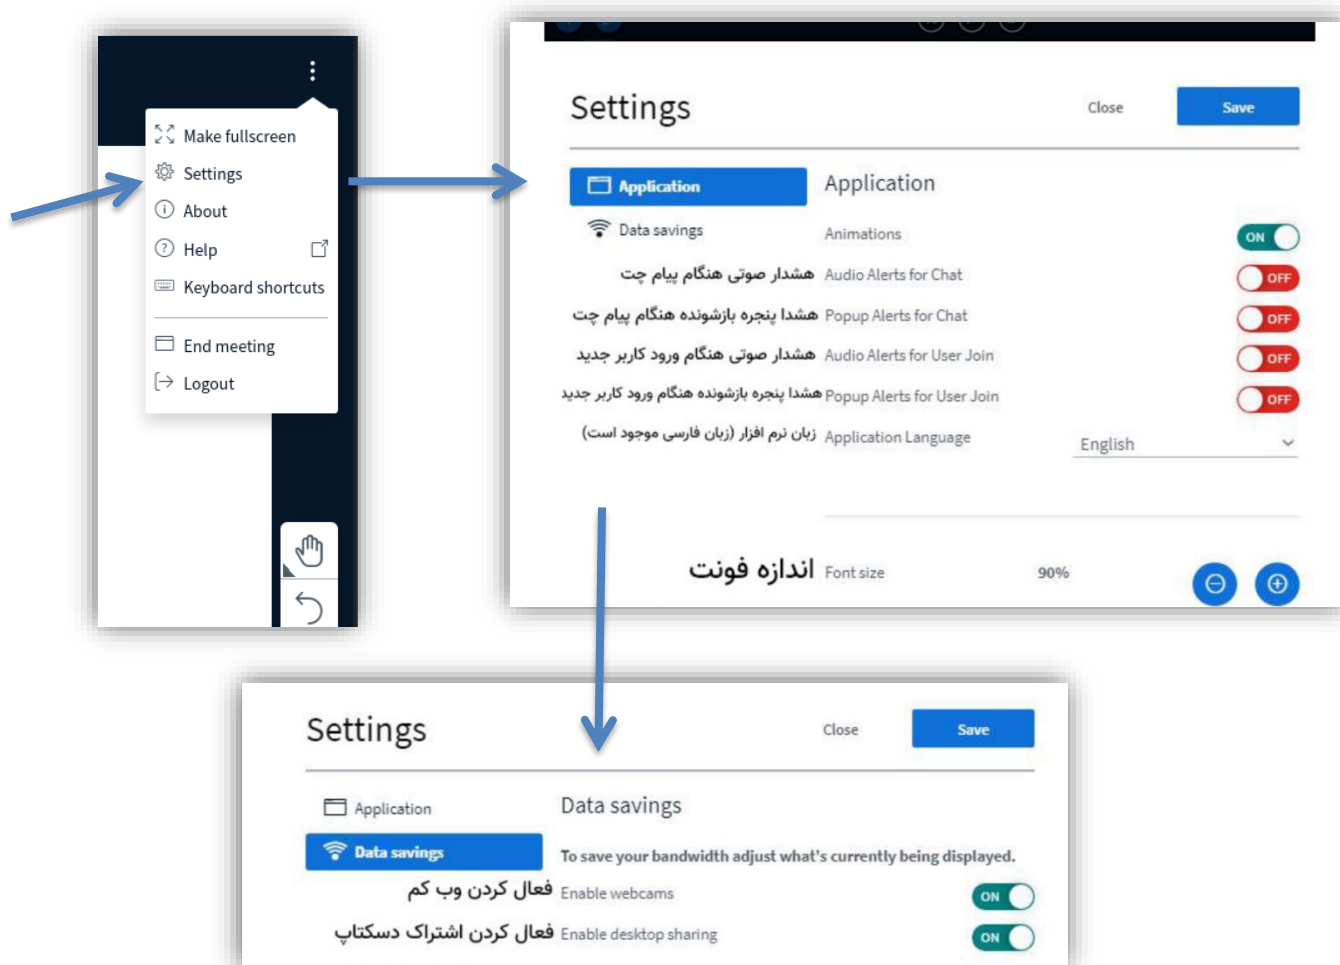 Make fullscreen
Settings
About
Help
Keyboard shortcuts
End meeting
Logout
Settings
Close
Save
Application
Application
Data savings
Animations
ON
هشدار صوتی هنگام پیام چت
Audio Alerts for Chat
OFF
هشدا پنجره بازشونده هنگام پیام چت
Popup Alerts for Chat
OFF
هشدار صوتی هنگام ورود کاربر جدید
Audio Alerts for User Join
OFF
هشدا پنجره بازشونده هنگام ورود کاربر جدید
Popup Alerts for User Join
OFF
زبان نرم افزار (زبان فارسی موجود است)
Application Language
English
اندازه فونت
Font size
90%
Settings
Close
Save
Application
Data savings
Data savings
To save your bandwidth adjust what's currently being displayed.
فعال کردن وب کم
Enable webcams
ON
فعال کردن اشتراک دسکتاپ
Enable desktop sharing
ON